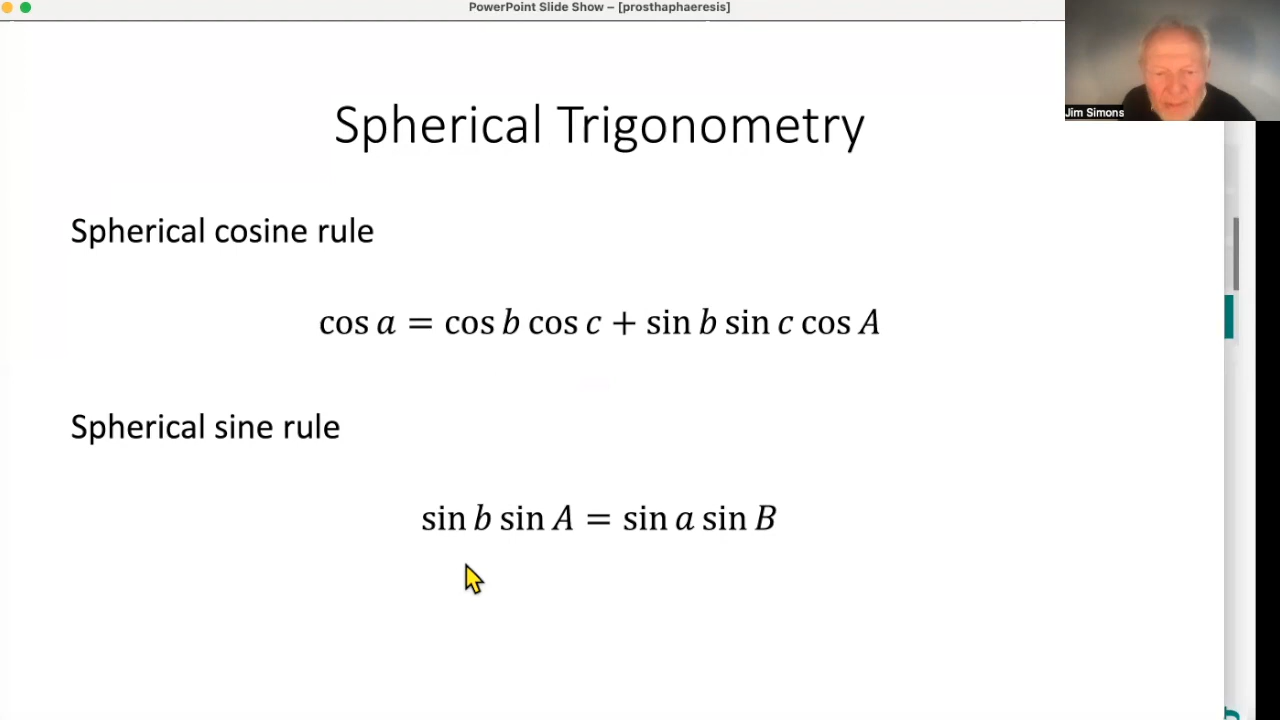 PowerPoint Slide Show – [prosthaphaeresis]
Jim Simons
Spherical Trigonometry
Spherical cosine rule
cos a = cos b cos c + sin b sin c cos A
Spherical sine rule
sin b sin A = sin a sin B